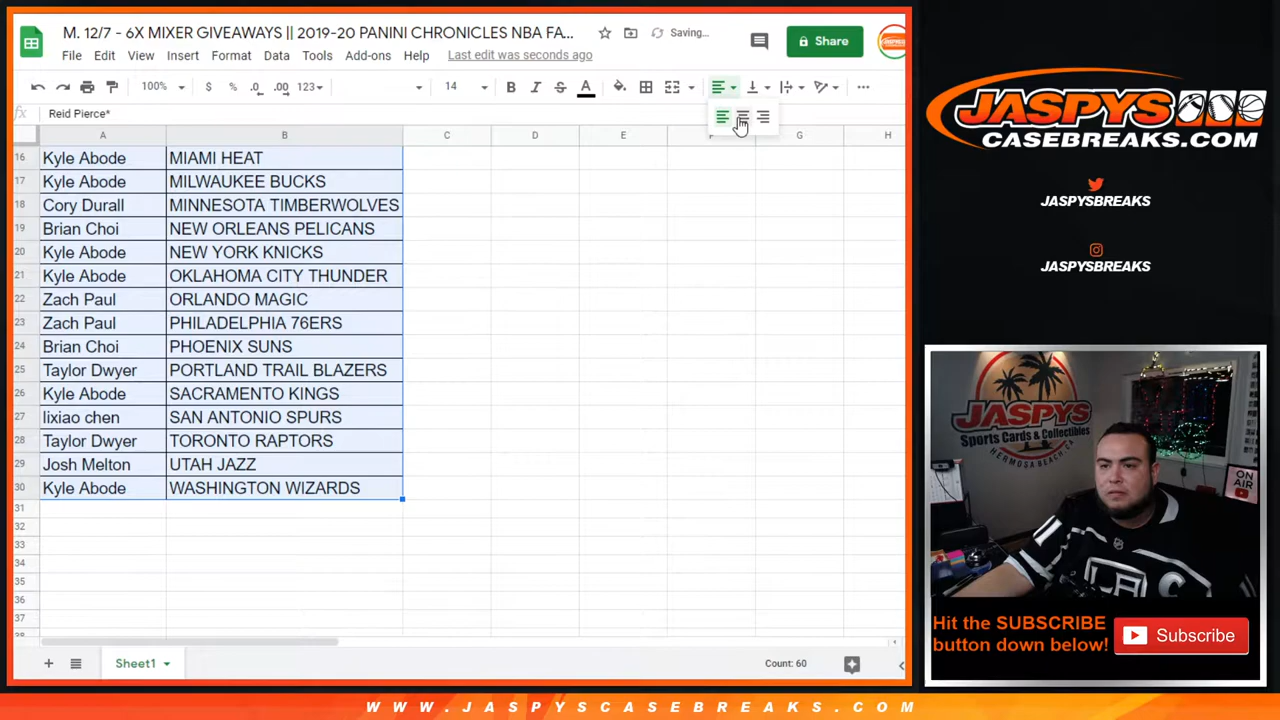 M. 12/7 - 6X MIXER GIVEAWAYS || 2019-20 PANINI CHRONICLES NBA FA...
Saving...
Share
File Edit View Insert Format Data Tools Add-ons Help Last edit was seconds ago
100% $ % .0 .00 123 14 B I S A
fx Reid Pierce*
A B C D E F G H
16 Kyle Abode MIAMI HEAT
17 Kyle Abode MILWAUKEE BUCKS
18 Cory Durall MINNESOTA TIMBERWOLVES
19 Brian Choi NEW ORLEANS PELICANS
20 Kyle Abode NEW YORK KNICKS
21 Kyle Abode OKLAHOMA CITY THUNDER
22 Zach Paul ORLANDO MAGIC
23 Zach Paul PHILADELPHIA 76ERS
24 Brian Choi PHOENIX SUNS
25 Taylor Dwyer PORTLAND TRAIL BLAZERS
26 Kyle Abode SACRAMENTO KINGS
27 lixiao chen SAN ANTONIO SPURS
28 Taylor Dwyer TORONTO RAPTORS
29 Josh Melton UTAH JAZZ
30 Kyle Abode WASHINGTON WIZARDS
31
32
33
34
35
36
37
Sheet1
Count: 60
JASPYS
CASEBREAKS.COM
JASPYSBREAKS
JASPYSBREAKS
JASPYS
Sports Cards & Collectibles
HERMOSA BEACH, CA
ON AIR
LA
C
Hit the SUBSCRIBE
button down below!
Subscribe
WWW.JASPYSCASEBREAKS.COM